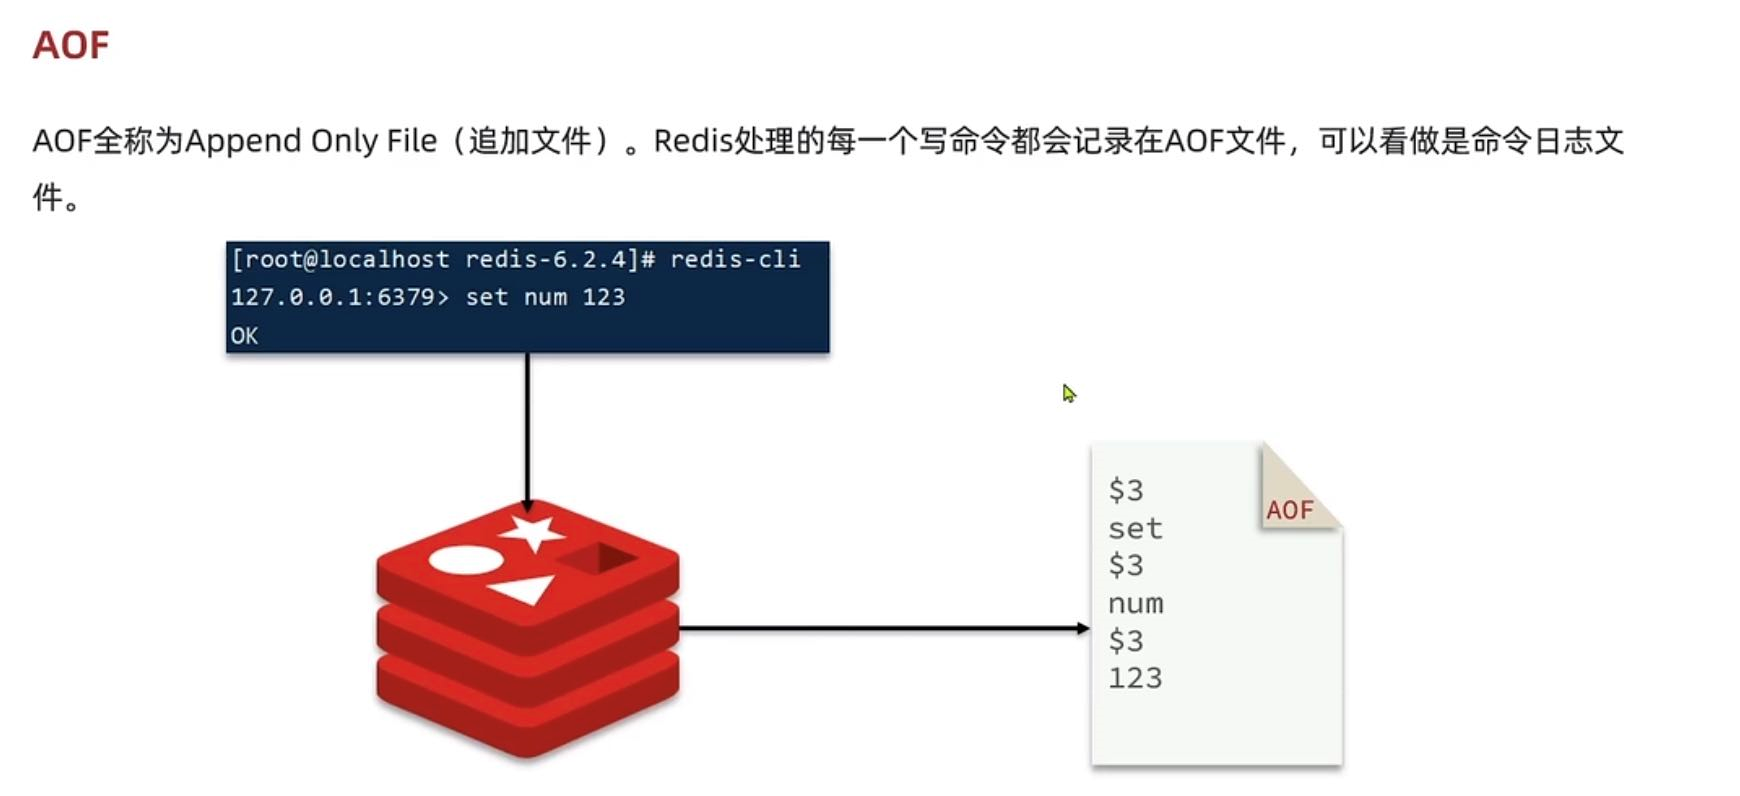 AOF
AOF全称为Append Only File（追加文件）。Redis处理的每一个写命令都会记录在AOF文件，可以看做是命令日志文
件。
[root@localhost redis-6.2.4]# redis-cli
127.0.0.1:6379> set num 123
OK
$3
AOF
set
$3
num
$3
123